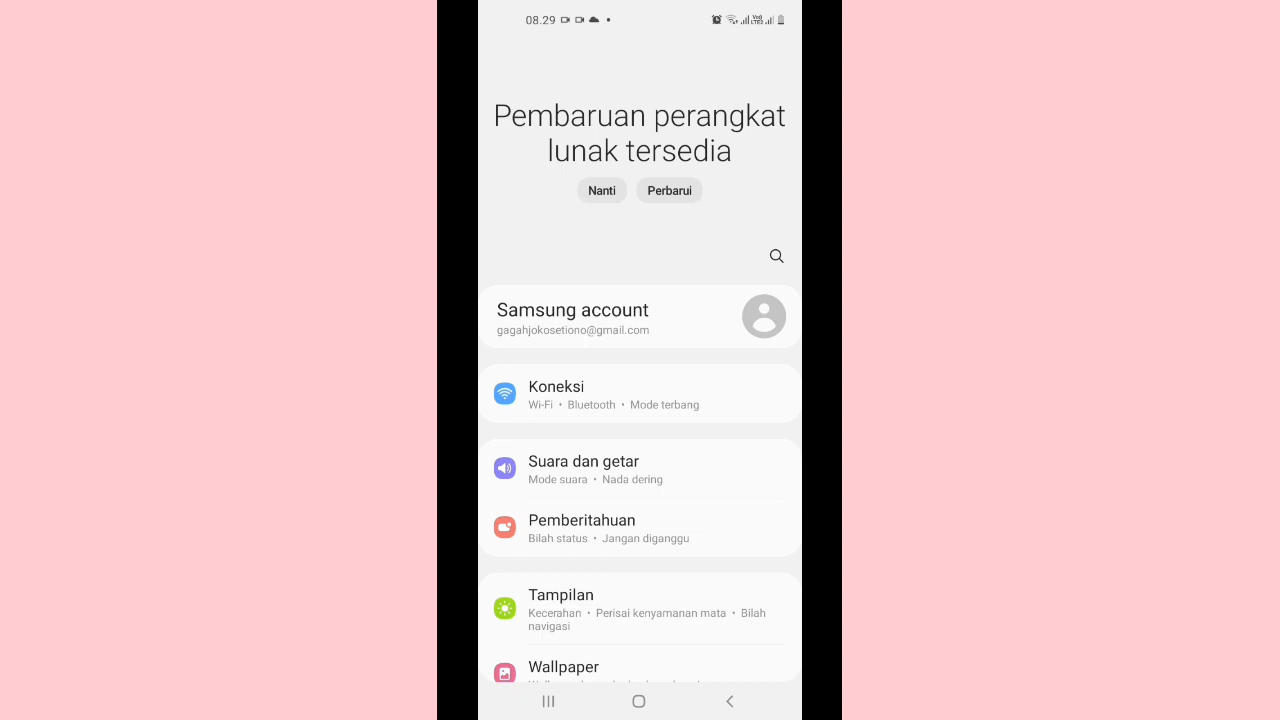 08.29
Pembaruan perangkat
lunak tersedia
Nanti
Perbarui
Samsung account
gagahjokosetiono@gmail.com
Koneksi
Wi-Fi • Bluetooth • Mode terbang
Suara dan getar
Mode suara • Nada dering
Pemberitahuan
Bilah status • Jangan diganggu
Tampilan
Kecerahan • Perisai kenyamanan mata • Bilah
navigasi
Wallpaper